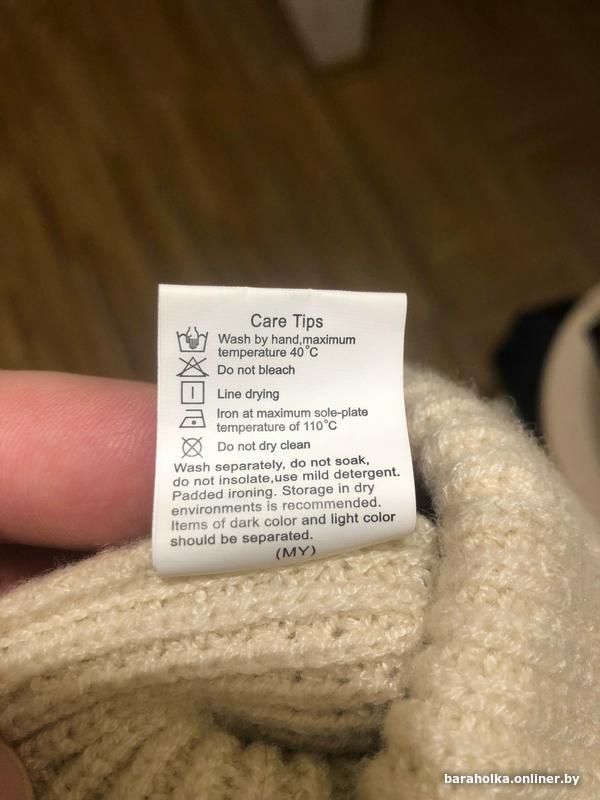 Care Tips
Wash by hand,maximum
temperature 40°C
Do not bleach
Line drying
Iron at maximum sole-plate
temperature of 110°C
Do not dry clean
Wash separately, do not soak,
do not insolate,use mild detergent.
Padded ironing. Storage in dry
environments is recommended.
Items of dark color and light color
should be separated.
(MY)
baraholka.onliner.by